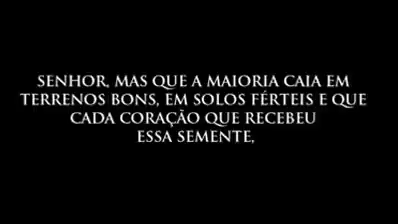 SENHOR, MAS QUE A MAIORIA CAIA EM
TERRENOS BONS, EM SOLOS FÉRTEIS E QUE
CADA CORAÇÃO QUE RECEBEU
ESSA SEMENTE,